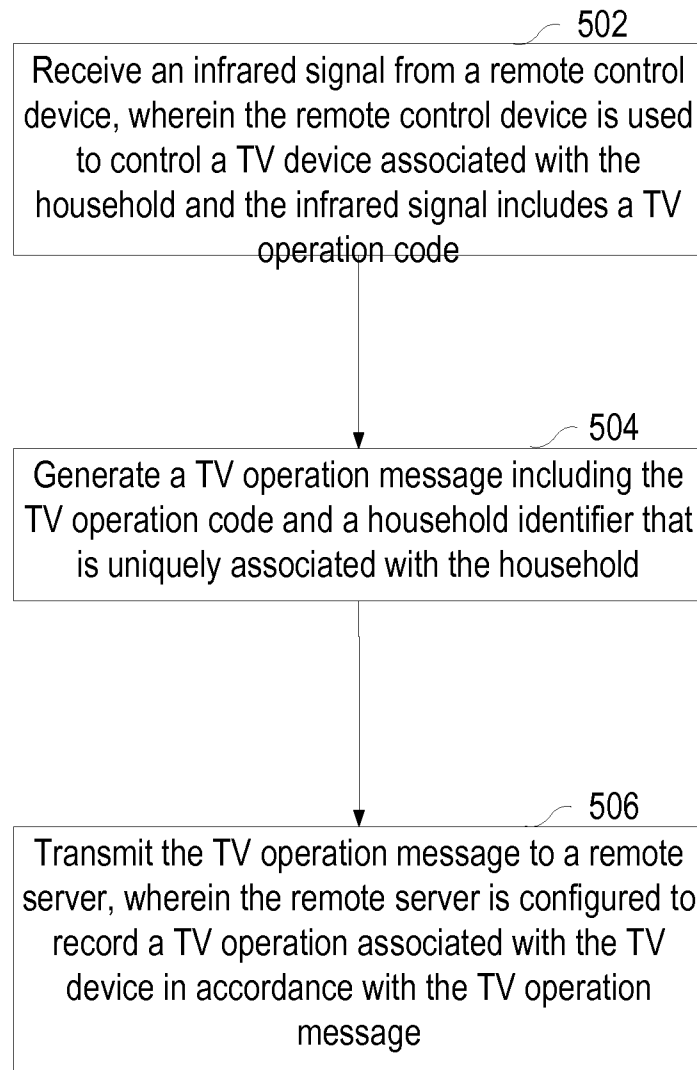 502
Receive an infrared signal from a remote control
device, wherein the remote control device is used
to control a TV device associated with the
household and the infrared signal includes a TV
operation code
504
Generate a TV operation message including the
TV operation code and a household identifier that
is uniquely associated with the household
506
Transmit the TV operation message to a remote
server, wherein the remote server is configured to
record a TV operation associated with the TV
device in accordance with the TV operation
message